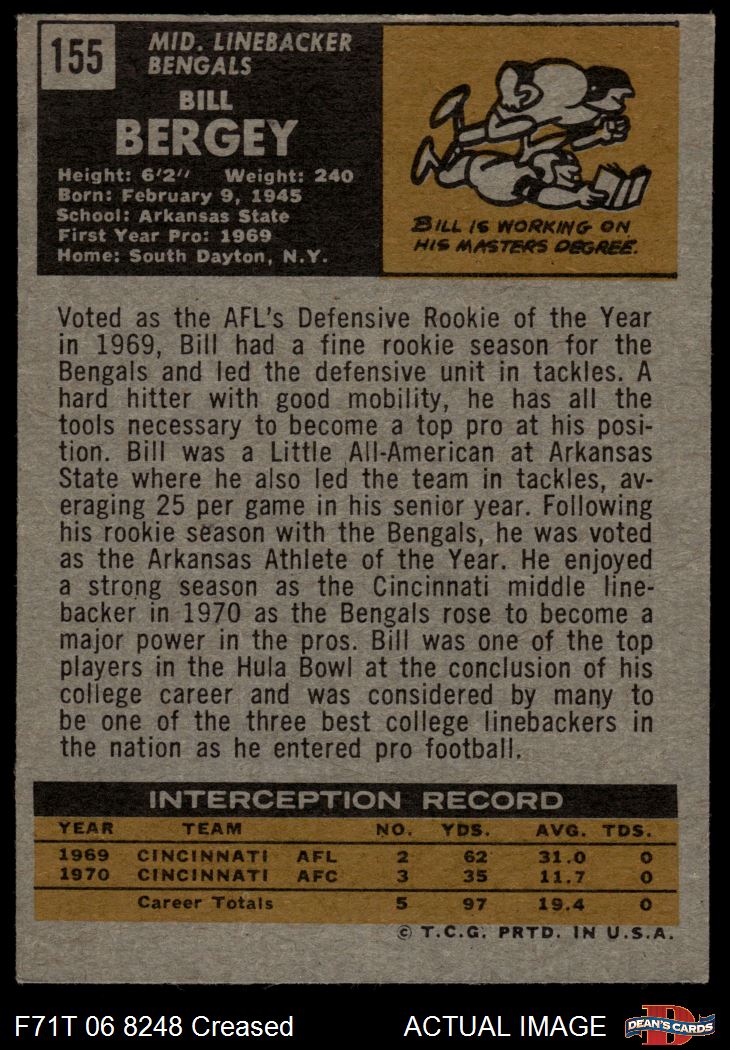 155
MID. LINEBACKER
BENGALS
BILL
BERGEY
Height: 6'2" Weight: 240
Born: February 9, 1945
School: Arkansas State
First Year Pro: 1969
Home: South Dayton, N.Y.
BILL IS WORKING ON
HIS MASTERS DEGREE.
Voted as the AFL's Defensive Rookie of the Year
in 1969, Bill had a fine rookie season for the
Bengals and led the defensive unit in tackles. A
hard hitter with good mobility, he has all the
tools necessary to become a top pro at his posi-
tion. Bill was a Little All-American at Arkansas
State where he also led the team in tackles, av-
eraging 25 per game in his senior year. Following
his rookie season with the Bengals, he was voted
as the Arkansas Athlete of the Year. He enjoyed
a strong season as the Cincinnati middle line-
backer in 1970 as the Bengals rose to become a
major power in the pros. Bill was one of the top
players in the Hula Bowl at the conclusion of his
college career and was considered by many to
be one of the three best college linebackers in
the nation as he entered pro football.
INTERCEPTION RECORD
YEAR TEAM NO. YDS. AVG. TDS.
1969 CINCINNATI AFL 2 62 31.0 0
1970 CINCINNATI AFC 3 35 11.7 0
Career Totals 5 97 19.4 0
© T.C.G. PRTD. IN U.S.A.
F71T 06 8248 Creased ACTUAL IMAGE
DEAN'S CARDS